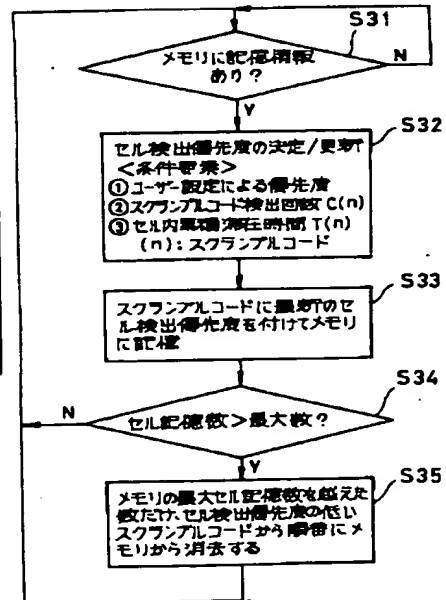 S31
メモリに記憶情報
あり?
N
Y
S32
セル検出優先度の決定/更新
<条件要素>
①ユーザー設定による優先度
②スクランブルコード検出回数 C(n)
③セル内累積滞在時間 T(n)
(n):スクランブルコード
S33
スクランブルコードに最新のセ
ル検出優先度を付けてメモリ
に記憶
S34
N
セル記憶数>最大数?
Y
S35
メモリの最大セル記憶数を越えた
数だけ、セル検出優先度の低い
スクランブルコードから順番にメ
モリから消去する